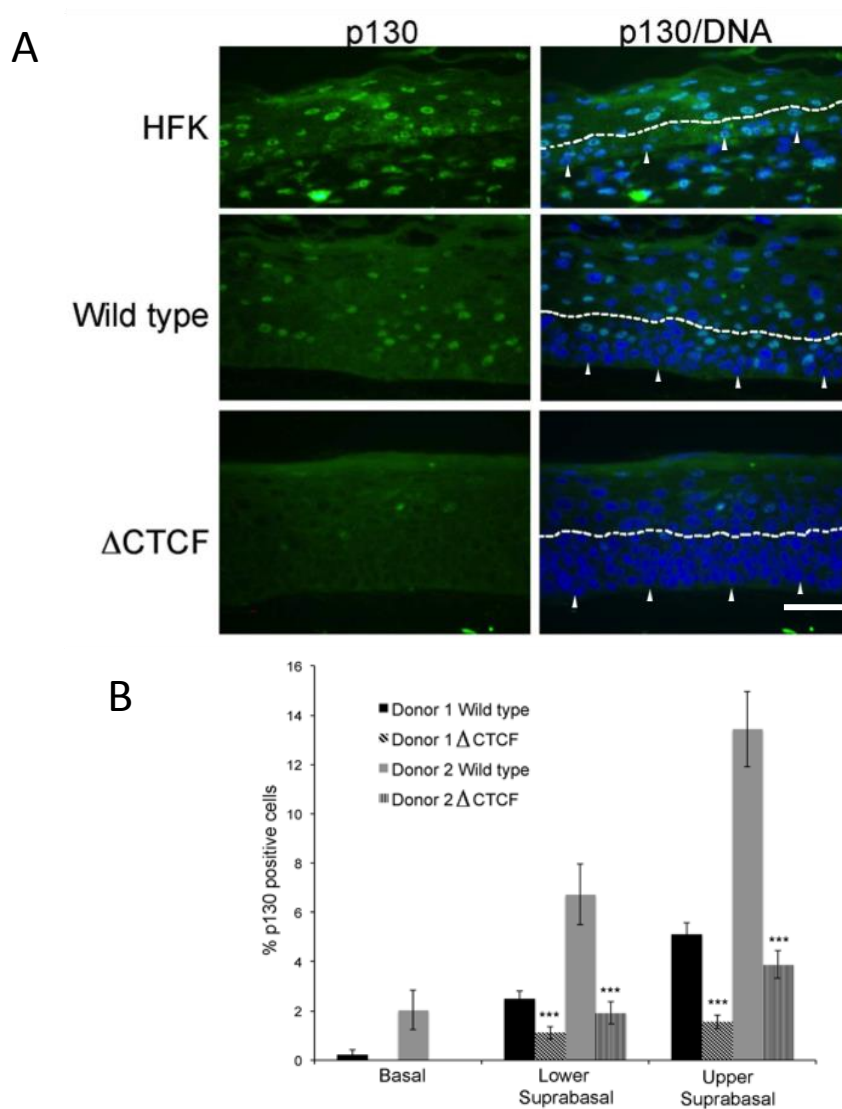 A
p130
p130/DNA
HFK
Wild type
ΔCTCF
B
16
14
12
10
8
6
4
2
0
% p130 positive cells
Donor 1 Wild type
Donor 1 ΔCTCF
Donor 2 Wild type
Donor 2 ΔCTCF
***
***
***
***
Basal
Lower
Suprabasal
Upper
Suprabasal